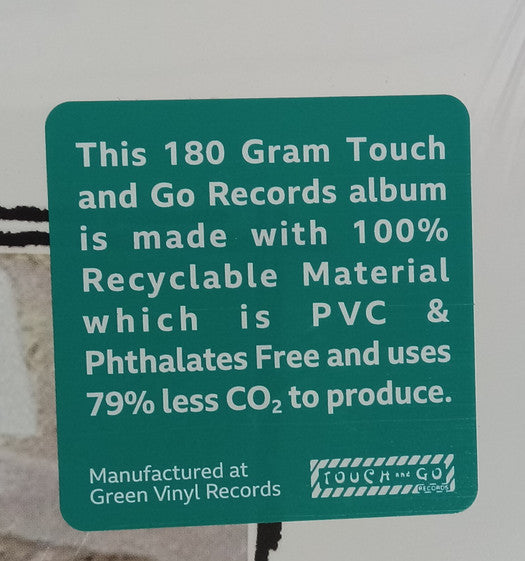 This 180 Gram Touch
and Go Records album
is made with 100%
Recyclable Material
which is PVC &
Phthalates Free and uses
79% less CO₂ to produce.
Manufactured at
Green Vinyl Records
TOUCH and GO
RECORDS